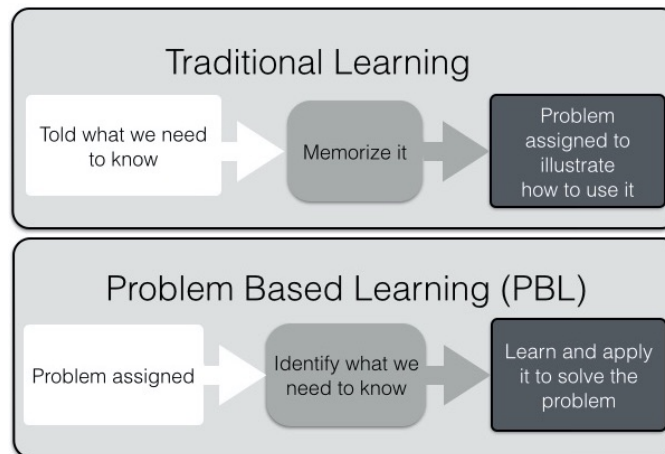 Traditional Learning
Told what we need
to know
Memorize it
Problem
assigned to
illustrate
how to use it
Problem Based Learning (PBL)
Problem assigned
Identify what we
need to know
Learn and apply
it to solve the
problem